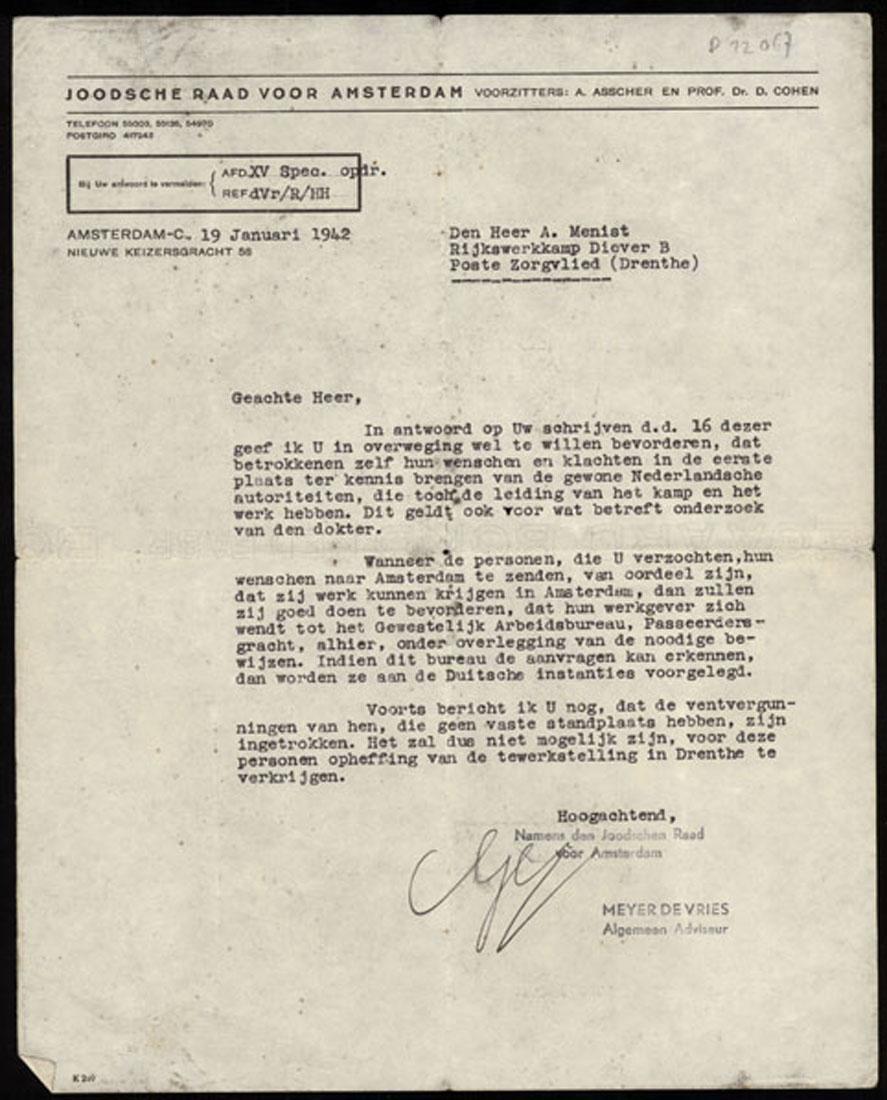 P 12067
JOODSCHE RAAD VOOR AMSTERDAM VOORZITTERS: A. ASSCHER EN PROF. Dr. D. COHEN
TELEFOON 55003, 55136, 54970
POSTGIRO 417243
Bij Uw antwoord te vermelden: { AFD. XV Spec. opdr.
REF. dVr/R/HH
AMSTERDAM-C., 19 Januari 1942
NIEUWE KEIZERSGRACHT 58
Den Heer A. Menist
Rijkswerkkamp Diever B
Poste Zorgvlied (Drenthe)
Geachte Heer,
In antwoord op Uw schrijven d.d. 16 dezer
geef ik U in overweging wel te willen bevorderen, dat
betrokkenen zelf hun wenschen en klachten in de eerste
plaats ter kennis brengen van de gewone Nederlandsche
autoriteiten, die toch de leiding van het kamp en het
werk hebben. Dit geldt ook voor wat betreft onderzoek
van den dokter.
Wanneer de personen, die U verzochten,hun
wenschen naar Amsterdam te zenden, van oordeel zijn,
dat zij werk kunnen krijgen in Amsterdam, dan zullen
zij goed doen te bevorderen, dat hun werkgever zich
wendt tot het Gewestelijk Arbeidsbureau, Passeerders-
gracht, alhier, onder overlegging van de noodige be-
wijzen. Indien dit bureau de aanvragen kan erkennen,
dan worden ze aan de Duitsche instanties voorgelegd.
Voorts bericht ik U nog, dat de ventvergun-
ningen van hen, die geen vaste standplaats hebben, zijn
ingetrokken. Het zal dus niet mogelijk zijn, voor deze
personen opheffing van de tewerkstelling in Drenthe te
verkrijgen.
Hoogachtend,
Namens den Joodschen Raad
voor Amsterdam
MEYER DE VRIES
Algemeen Adviseur